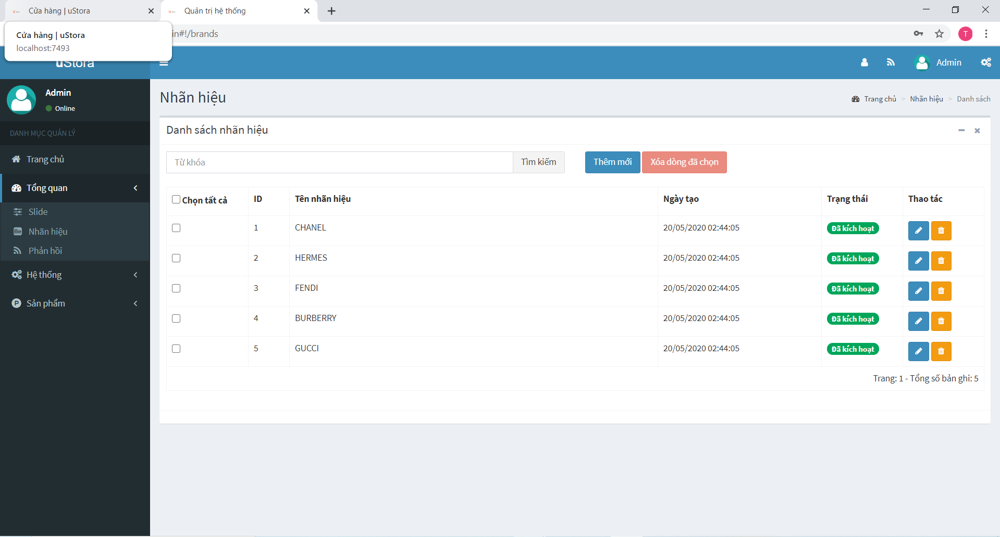 Cửa hàng | uStora
Quản trị hệ thống
Cửa hàng | uStora
localhost:7493
in#!/brands
T
uStora
Admin
Admin
Online
Nhãn hiệu
Trang chủ > Nhãn hiệu > Danh sách
DANH MỤC QUẢN LÝ
Trang chủ
Tổng quan
Slide
Nhãn hiệu
Phản hồi
Hệ thống
Sản phẩm
Danh sách nhãn hiệu
Từ khóa
Tìm kiếm
Thêm mới
Xóa dòng đã chọn
Chọn tất cả ID Tên nhãn hiệu Ngày tạo Trạng thái Thao tác
1 CHANEL 20/05/2020 02:44:05 Đã kích hoạt
2 HERMES 20/05/2020 02:44:05 Đã kích hoạt
3 FENDI 20/05/2020 02:44:05 Đã kích hoạt
4 BURBERRY 20/05/2020 02:44:05 Đã kích hoạt
5 GUCCI 20/05/2020 02:44:05 Đã kích hoạt
Trang: 1 - Tổng số bản ghi: 5